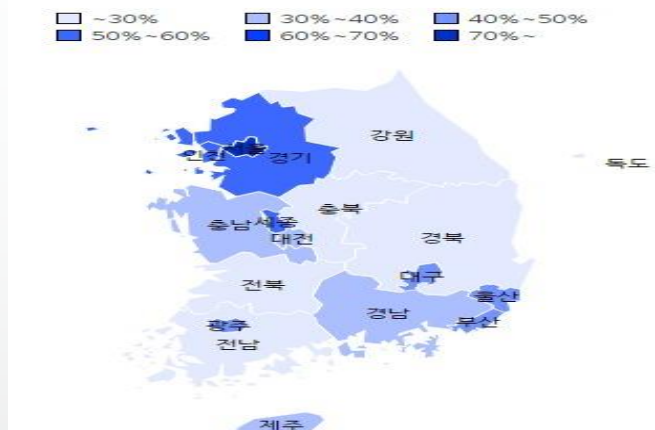 ~30% 30%~40% 40%~50%
50%~60% 60%~70% 70%~
강원
서울
인천 경기
독도
충북
충남 세종
대전
경북
대구
전북
울산
경남
부산
광주
전남
제주